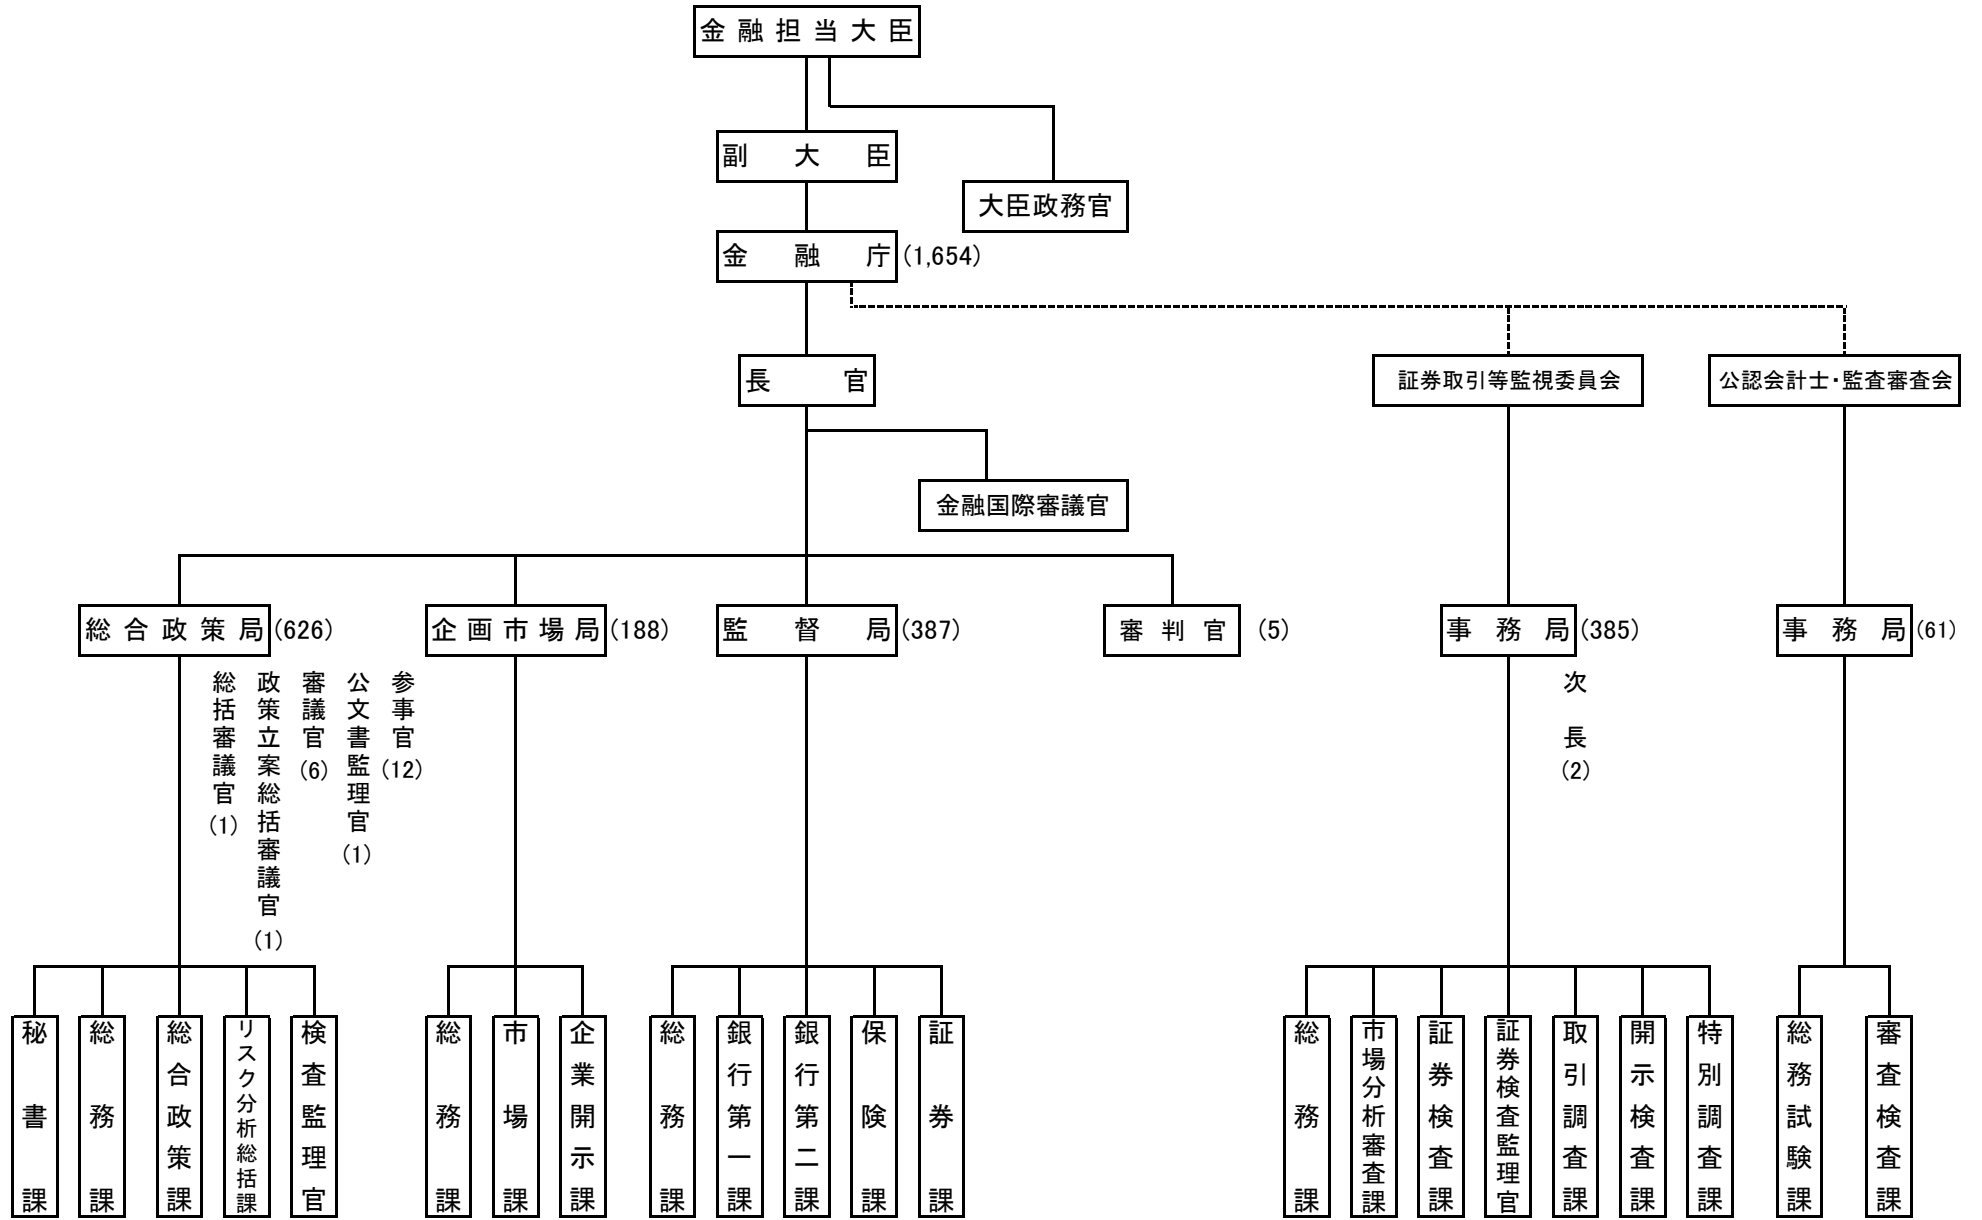 金融担当大臣
副大臣
大臣政務官
金融庁(1,654)
長官
証券取引等監視委員会
公認会計士・監査審査会
金融国際審議官
総合政策局(626)
企画市場局(188)
監督局(387)
審判官(5)
事務局(385)
事務局(61)
総括審議官(1)
政策立案総括審議官(1)
審議官(6)
公文書監理官(1)
参事官(12)
次長(2)
秘書課
総務課
総合政策課
リスク分析総括課
検査監理官
総務課
市場課
企業開示課
総務課
銀行第一課
銀行第二課
保険課
証券課
総務課
市場分析審査課
証券検査課
証券検査監理官
取引調査課
開示検査課
特別調査課
総務試験課
審査検査課